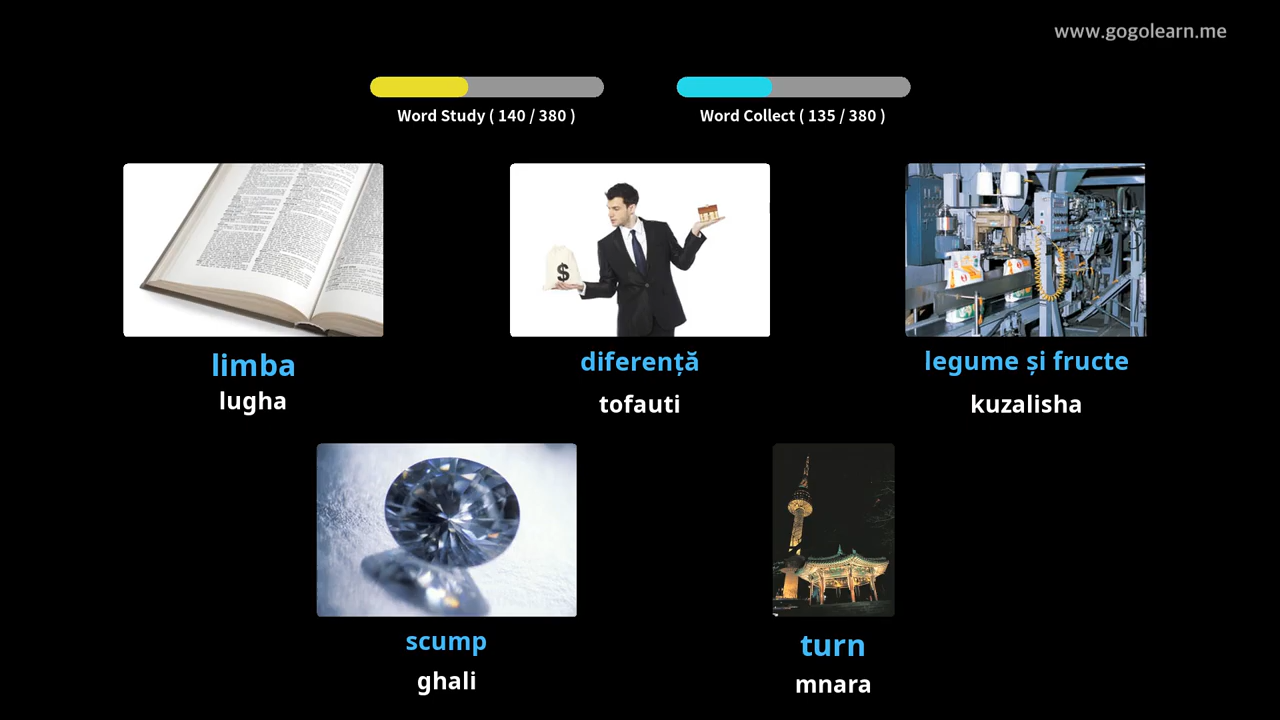 www.gogolearn.me
Word Study ( 140 / 380 )
Word Collect ( 135 / 380 )
$
limba
lugha
diferență
tofauti
legume și fructe
kuzalisha
scump
ghali
turn
mnara